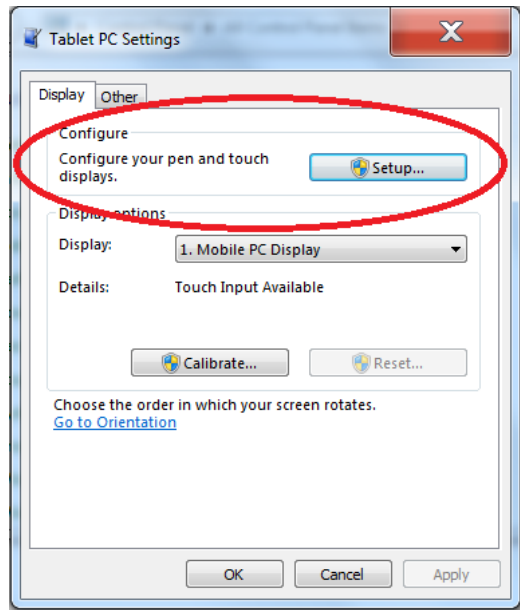 Tablet PC Settings
Display Other
Configure
Configure your pen and touch
displays.
Setup...
Display options
Display: 1. Mobile PC Display
Details: Touch Input Available
Calibrate... Reset...
Choose the order in which your screen rotates.
Go to Orientation
OK Cancel Apply